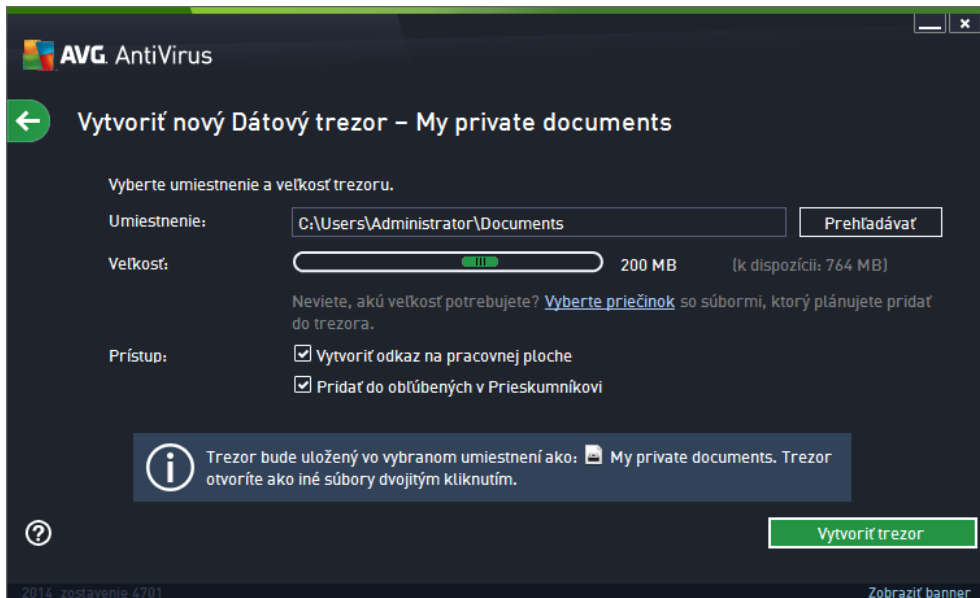 AVG. AntiVirus
Vytvoriť nový Dátový trezor – My private documents
Vyberte umiestnenie a veľkosť trezoru.
Umiestnenie: C:\Users\Administrator\Documents Prehľadávať
Veľkosť: 200 MB (k dispozícii: 764 MB)
Neviete, akú veľkosť potrebujete? Vyberte priečinok so súbormi, ktorý plánujete pridať
do trezora.
Prístup: Vytvoriť odkaz na pracovnej ploche
Pridať do obľúbených v Prieskumníkovi
Trezor bude uložený vo vybranom umiestnení ako: My private documents. Trezor
otvoríte ako iné súbory dvojitým kliknutím.
Vytvoriť trezor
2014 zostavenie 4701 Zobraziť banner